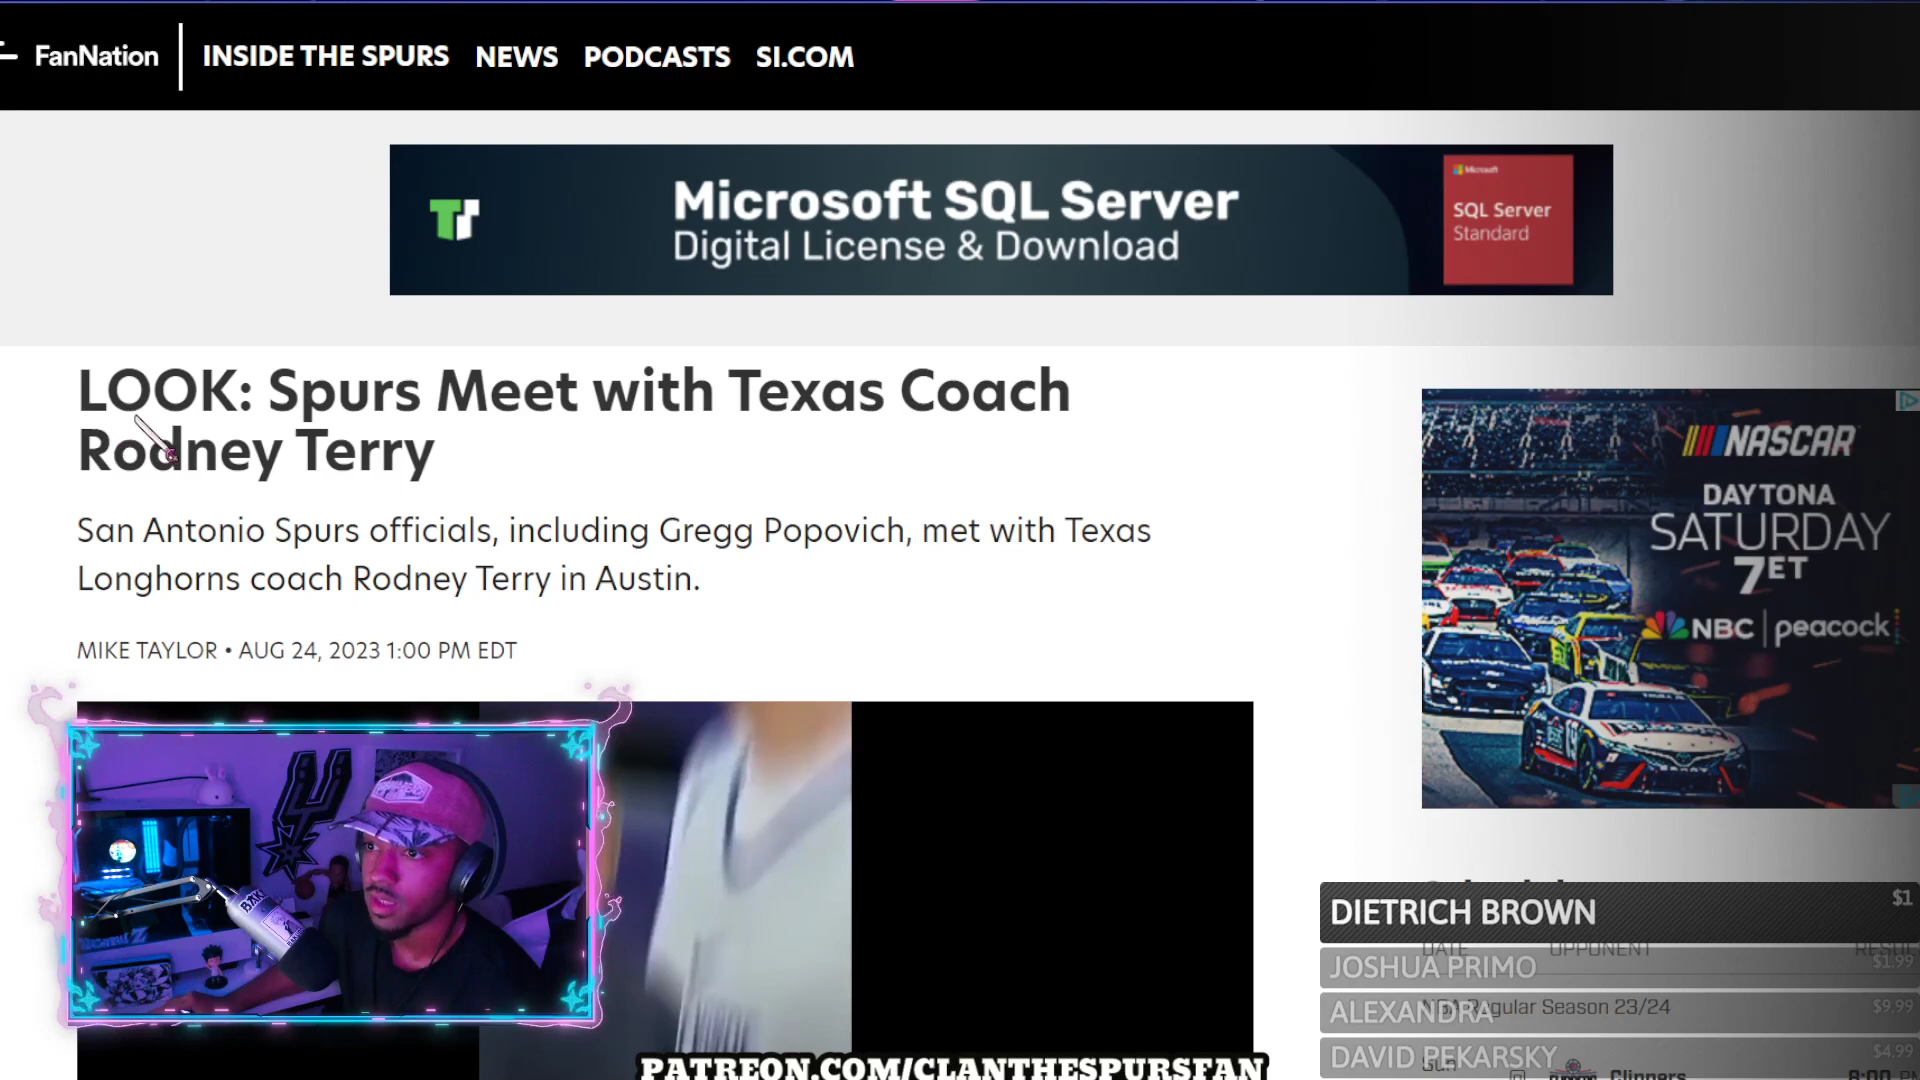 FanNation
INSIDE THE SPURS NEWS PODCASTS SI.COM
Microsoft SQL Server
Digital License & Download
Microsoft
SQL Server
Standard
LOOK: Spurs Meet with Texas Coach
Rodney Terry
San Antonio Spurs officials, including Gregg Popovich, met with Texas
Longhorns coach Rodney Terry in Austin.
MIKE TAYLOR • AUG 24, 2023 1:00 PM EDT
NASCAR
DAYTONA
SATURDAY
7ET
NBC | peacock
DIETRICH BROWN $1
DATE OPPONENT
JOSHUA PRIMO $1.99
ALEXANDRA $9.99
Regular Season 23/24
DAVID PEKARSKY $4.99
Sun
Clippers 8:00
PATREON.COM/CLANTHESPURSFAN